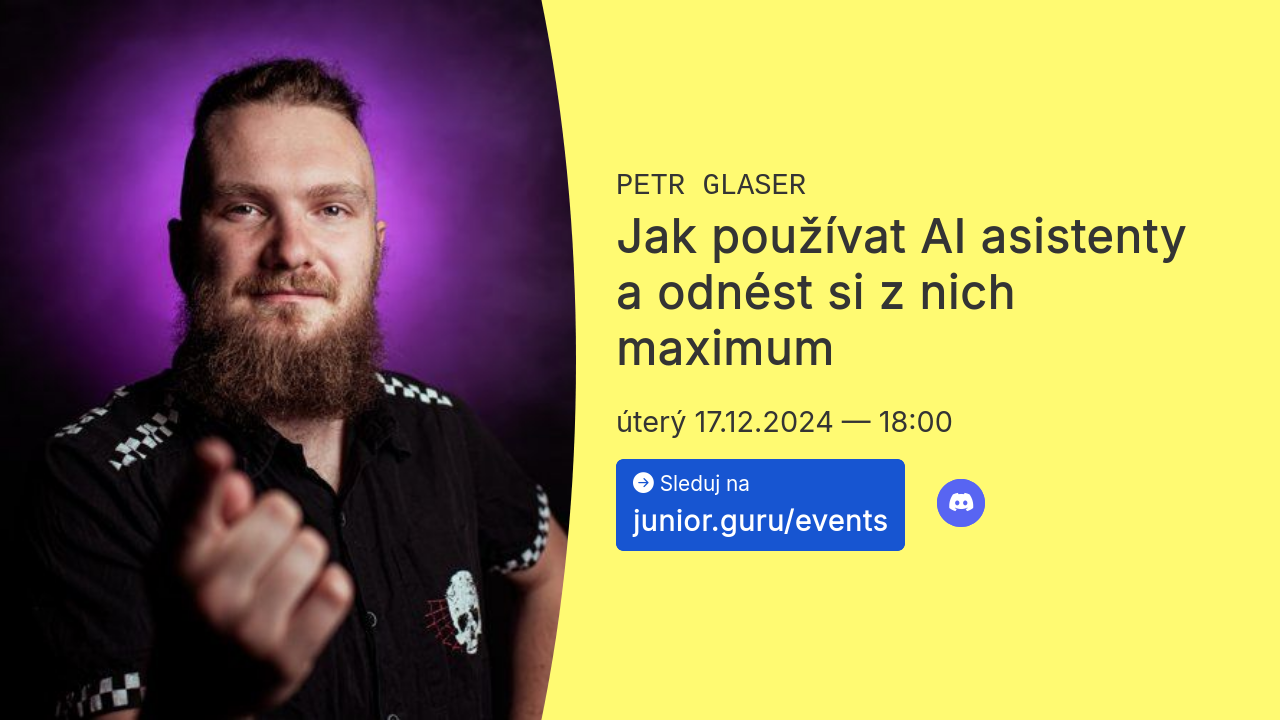 PETR GLASER
Jak používat AI asistenty
a odnést si z nich
maximum
úterý 17.12.2024 — 18:00
Sleduj na
junior.guru/events